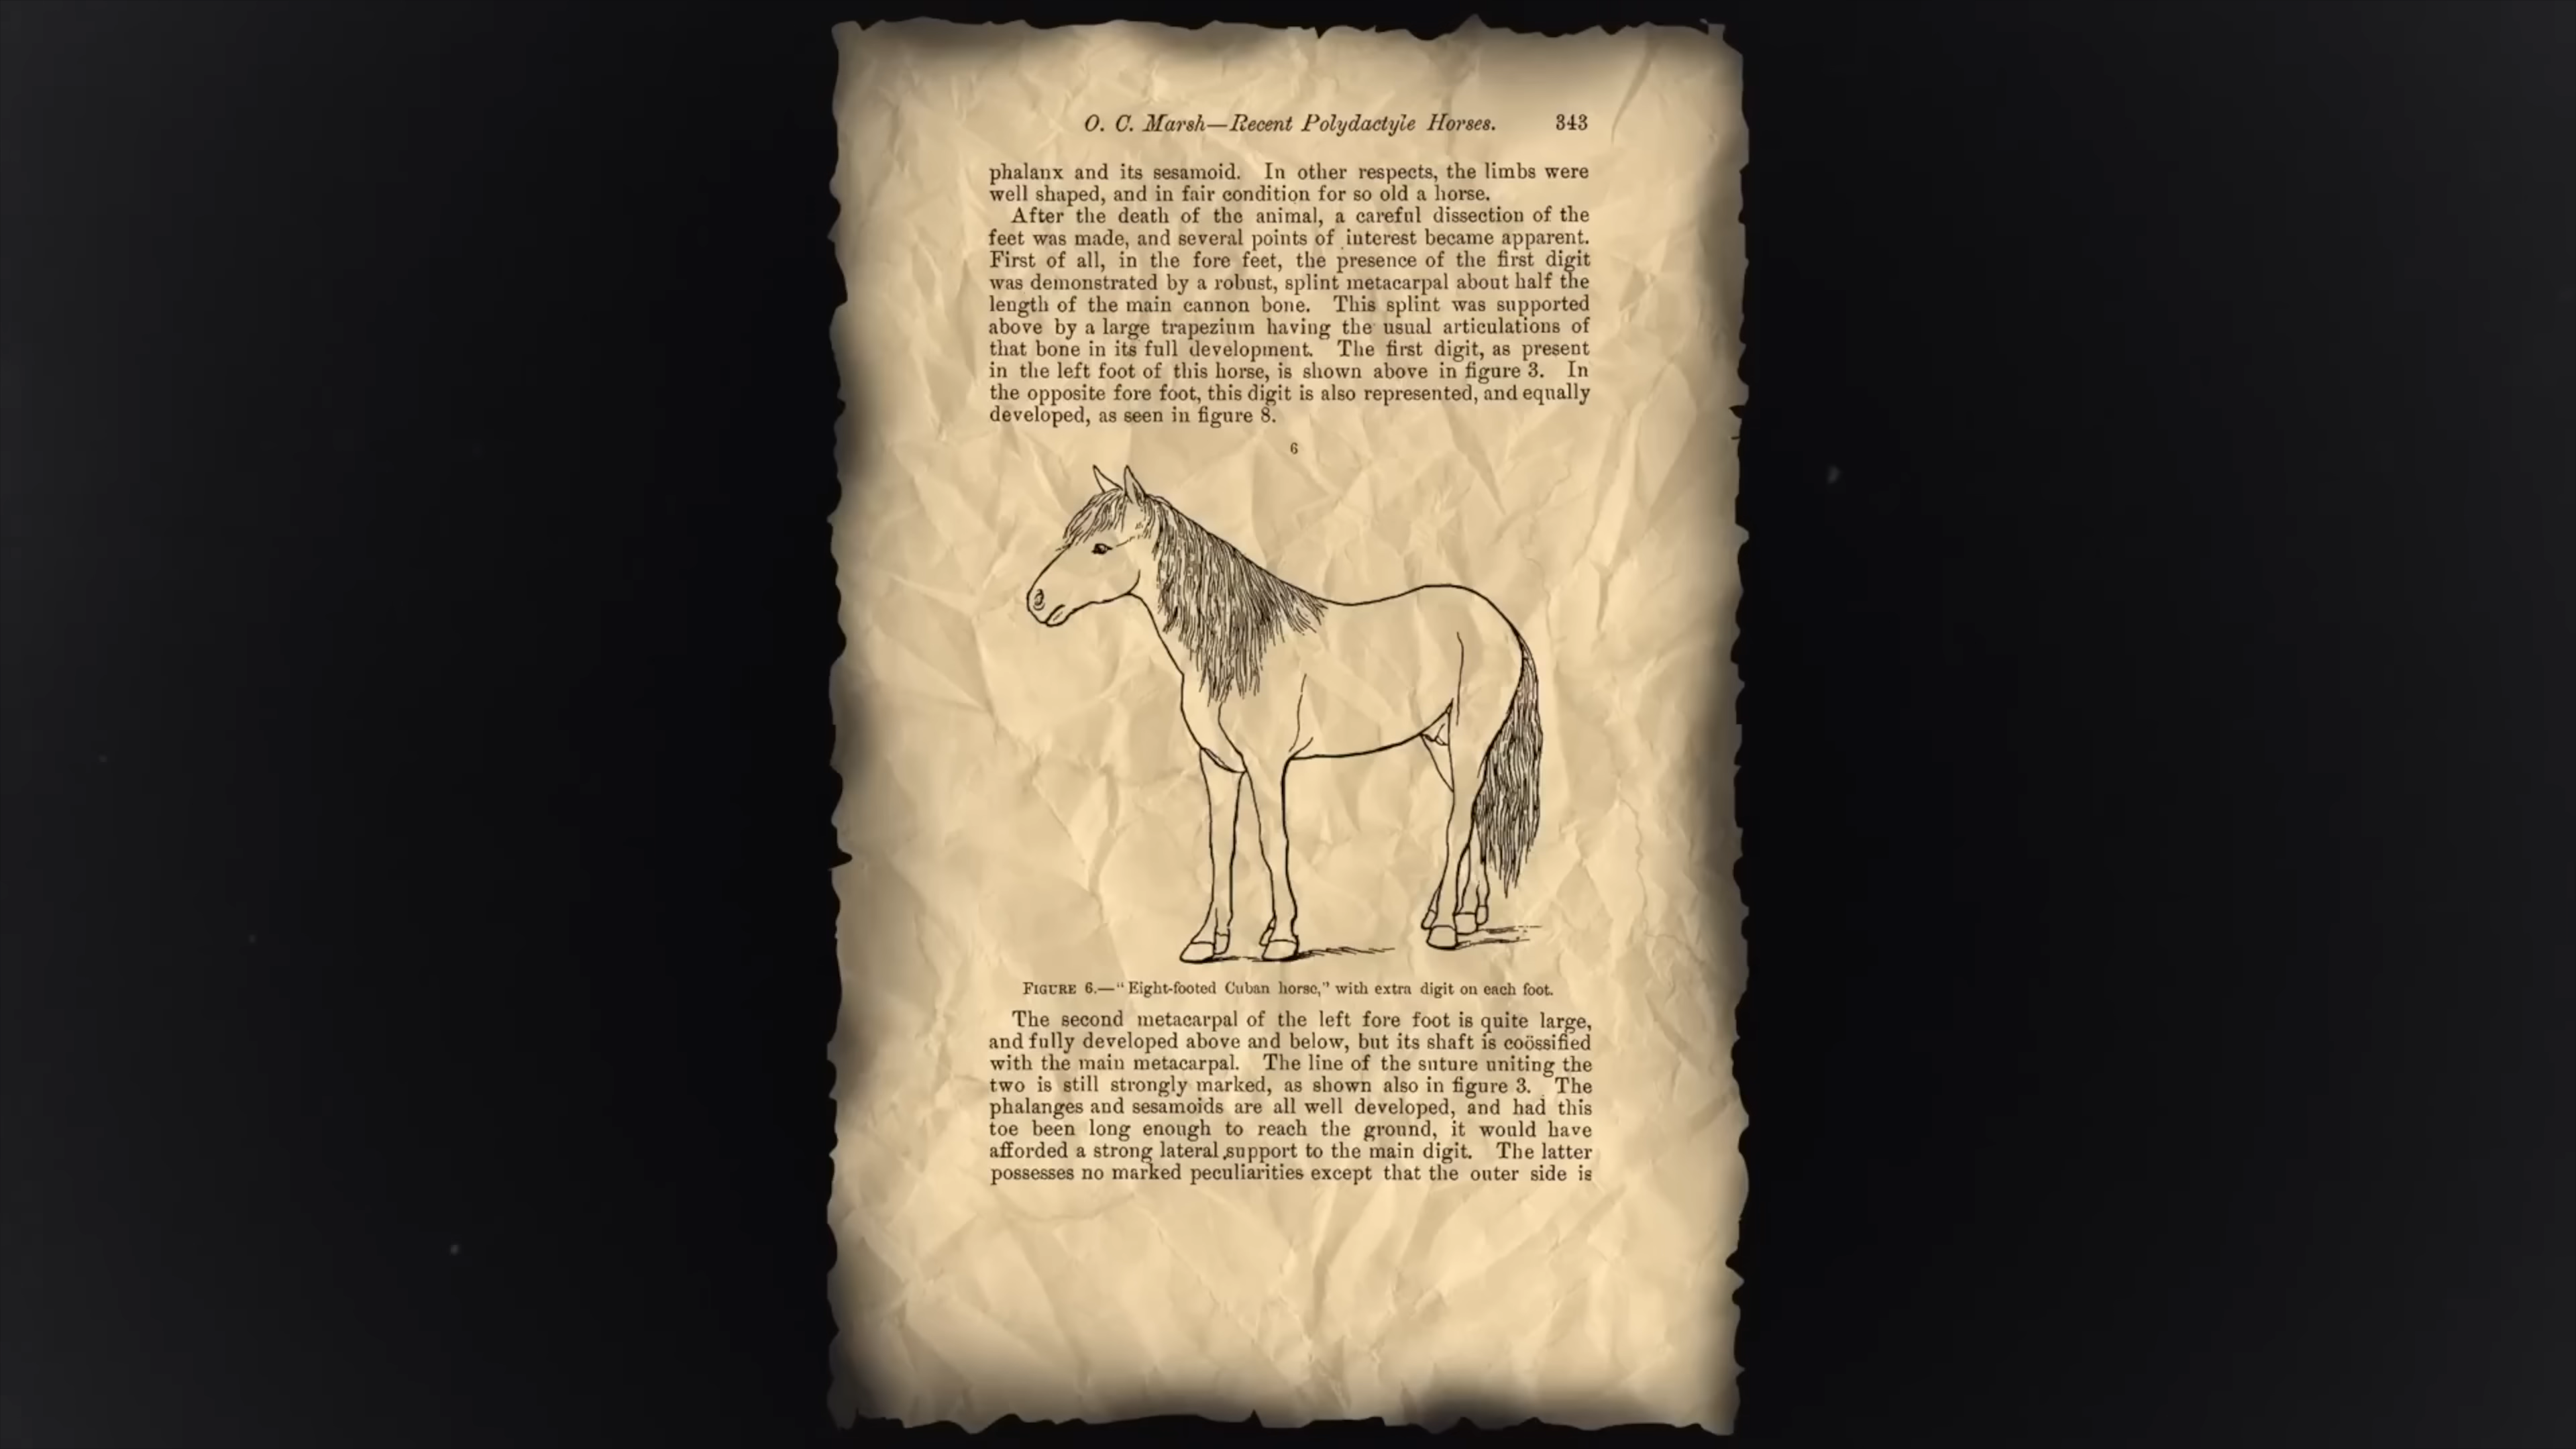 O. C. Marsh—Recent Polydactyle Horses. 343
phalanx and its sesamoid. In other respects, the limbs were
well shaped, and in fair condition for so old a horse.
After the death of the animal, a careful dissection of the
feet was made, and several points of interest became apparent.
First of all, in the fore feet, the presence of the first digit
was demonstrated by a robust, splint metacarpal about half the
length of the main cannon bone. This splint was supported
above by a large trapezium having the usual articulations of
that bone in its full development. The first digit, as present
in the left foot of this horse, is shown above in figure 3. In
the opposite fore foot, this digit is also represented, and equally
developed, as seen in figure 8.
6
FIGURE 6.—“Eight-footed Cuban horse,” with extra digit on each foot.
The second metacarpal of the left fore foot is quite large,
and fully developed above and below, but its shaft is coössified
with the main metacarpal. The line of the suture uniting the
two is still strongly marked, as shown also in figure 3. The
phalanges and sesamoids are all well developed, and had this
toe been long enough to reach the ground, it would have
afforded a strong lateral support to the main digit. The latter
possesses no marked peculiarities except that the outer side is